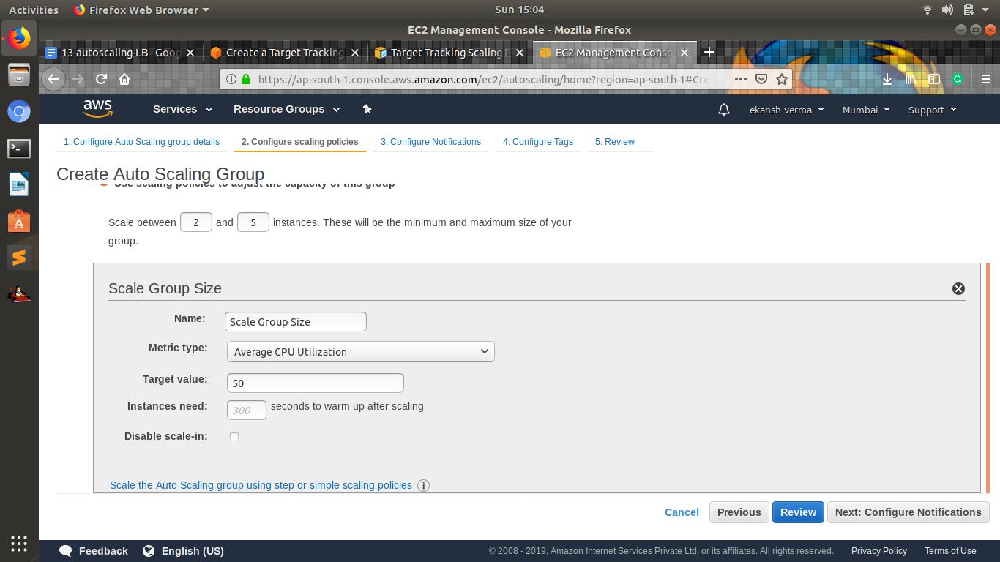 Activities Firefox Web Browser Sun 15:04
EC2 Management Console - Mozilla Firefox
13-autoscaling-LB - Goog Create a Target Tracking Target Tracking Scaling P EC2 Management Conso
https://ap-south-1.console.aws.amazon.com/ec2/autoscaling/home?region=ap-south-1#Cre
aws Services Resource Groups ekansh verma Mumbai Support
1. Configure Auto Scaling group details 2. Configure scaling policies 3. Configure Notifications 4. Configure Tags 5. Review
Create Auto Scaling Group
Use scaling policies to adjust the capacity of this group
Scale between 2 and 5 instances. These will be the minimum and maximum size of your
group.
Scale Group Size
Name: Scale Group Size
Metric type: Average CPU Utilization
Target value: 50
Instances need: 300 seconds to warm up after scaling
Disable scale-in:
Scale the Auto Scaling group using step or simple scaling policies
Cancel Previous Review Next: Configure Notifications
Feedback English (US) © 2008 - 2019, Amazon Internet Services Private Ltd. or its affiliates. All rights reserved. Privacy Policy Terms of Use